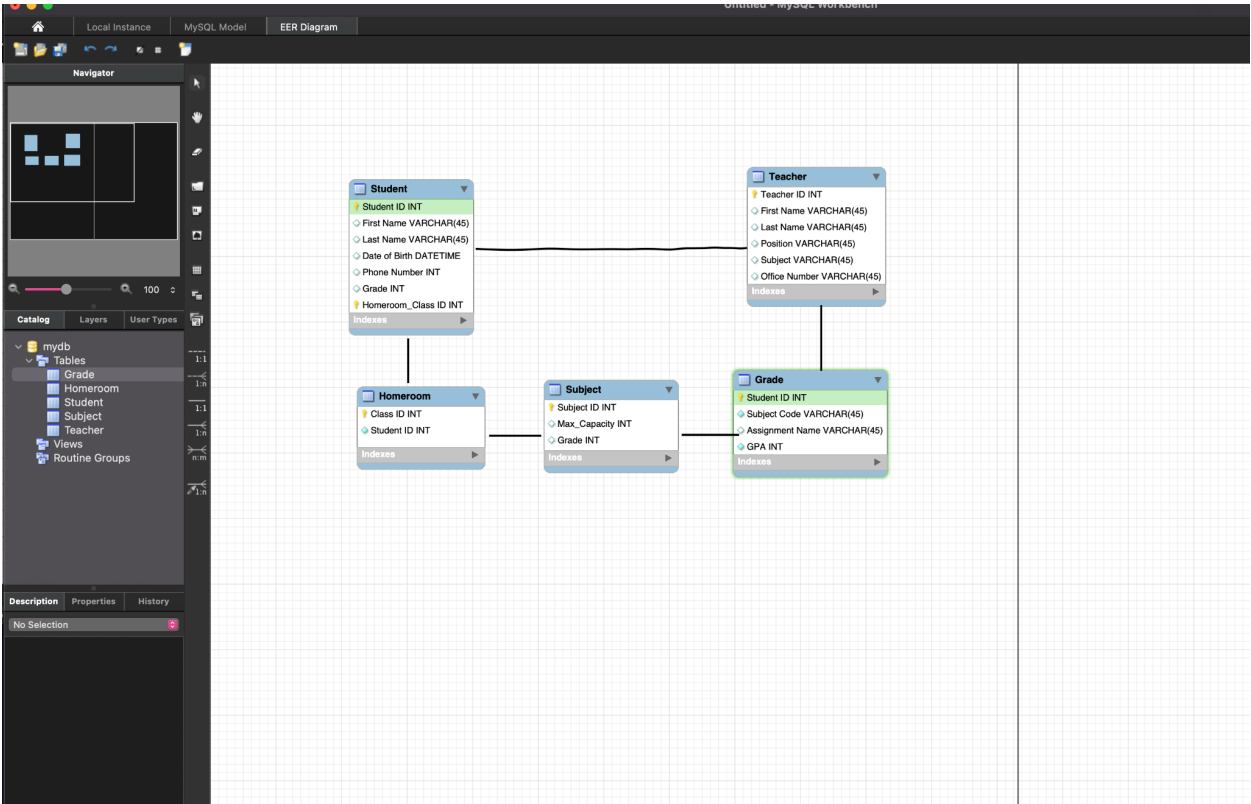 Untitled - MySQL Workbench
Local Instance
MySQL Model
EER Diagram
Navigator
100
Catalog
Layers
User Types
mydb
Tables
Grade
Homeroom
Student
Subject
Teacher
Views
Routine Groups
1:1
1:n
1:1
1:n
n:m
1:n
Description
Properties
History
No Selection
Student
Student ID INT
First Name VARCHAR(45)
Last Name VARCHAR(45)
Date of Birth DATETIME
Phone Number INT
Grade INT
Homeroom_Class ID INT
Indexes
Teacher
Teacher ID INT
First Name VARCHAR(45)
Last Name VARCHAR(45)
Position VARCHAR(45)
Subject VARCHAR(45)
Office Number VARCHAR(45)
Indexes
Homeroom
Class ID INT
Student ID INT
Indexes
Subject
Subject ID INT
Max_Capacity INT
Grade INT
Indexes
Grade
Student ID INT
Subject Code VARCHAR(45)
Assignment Name VARCHAR(45)
GPA INT
Indexes